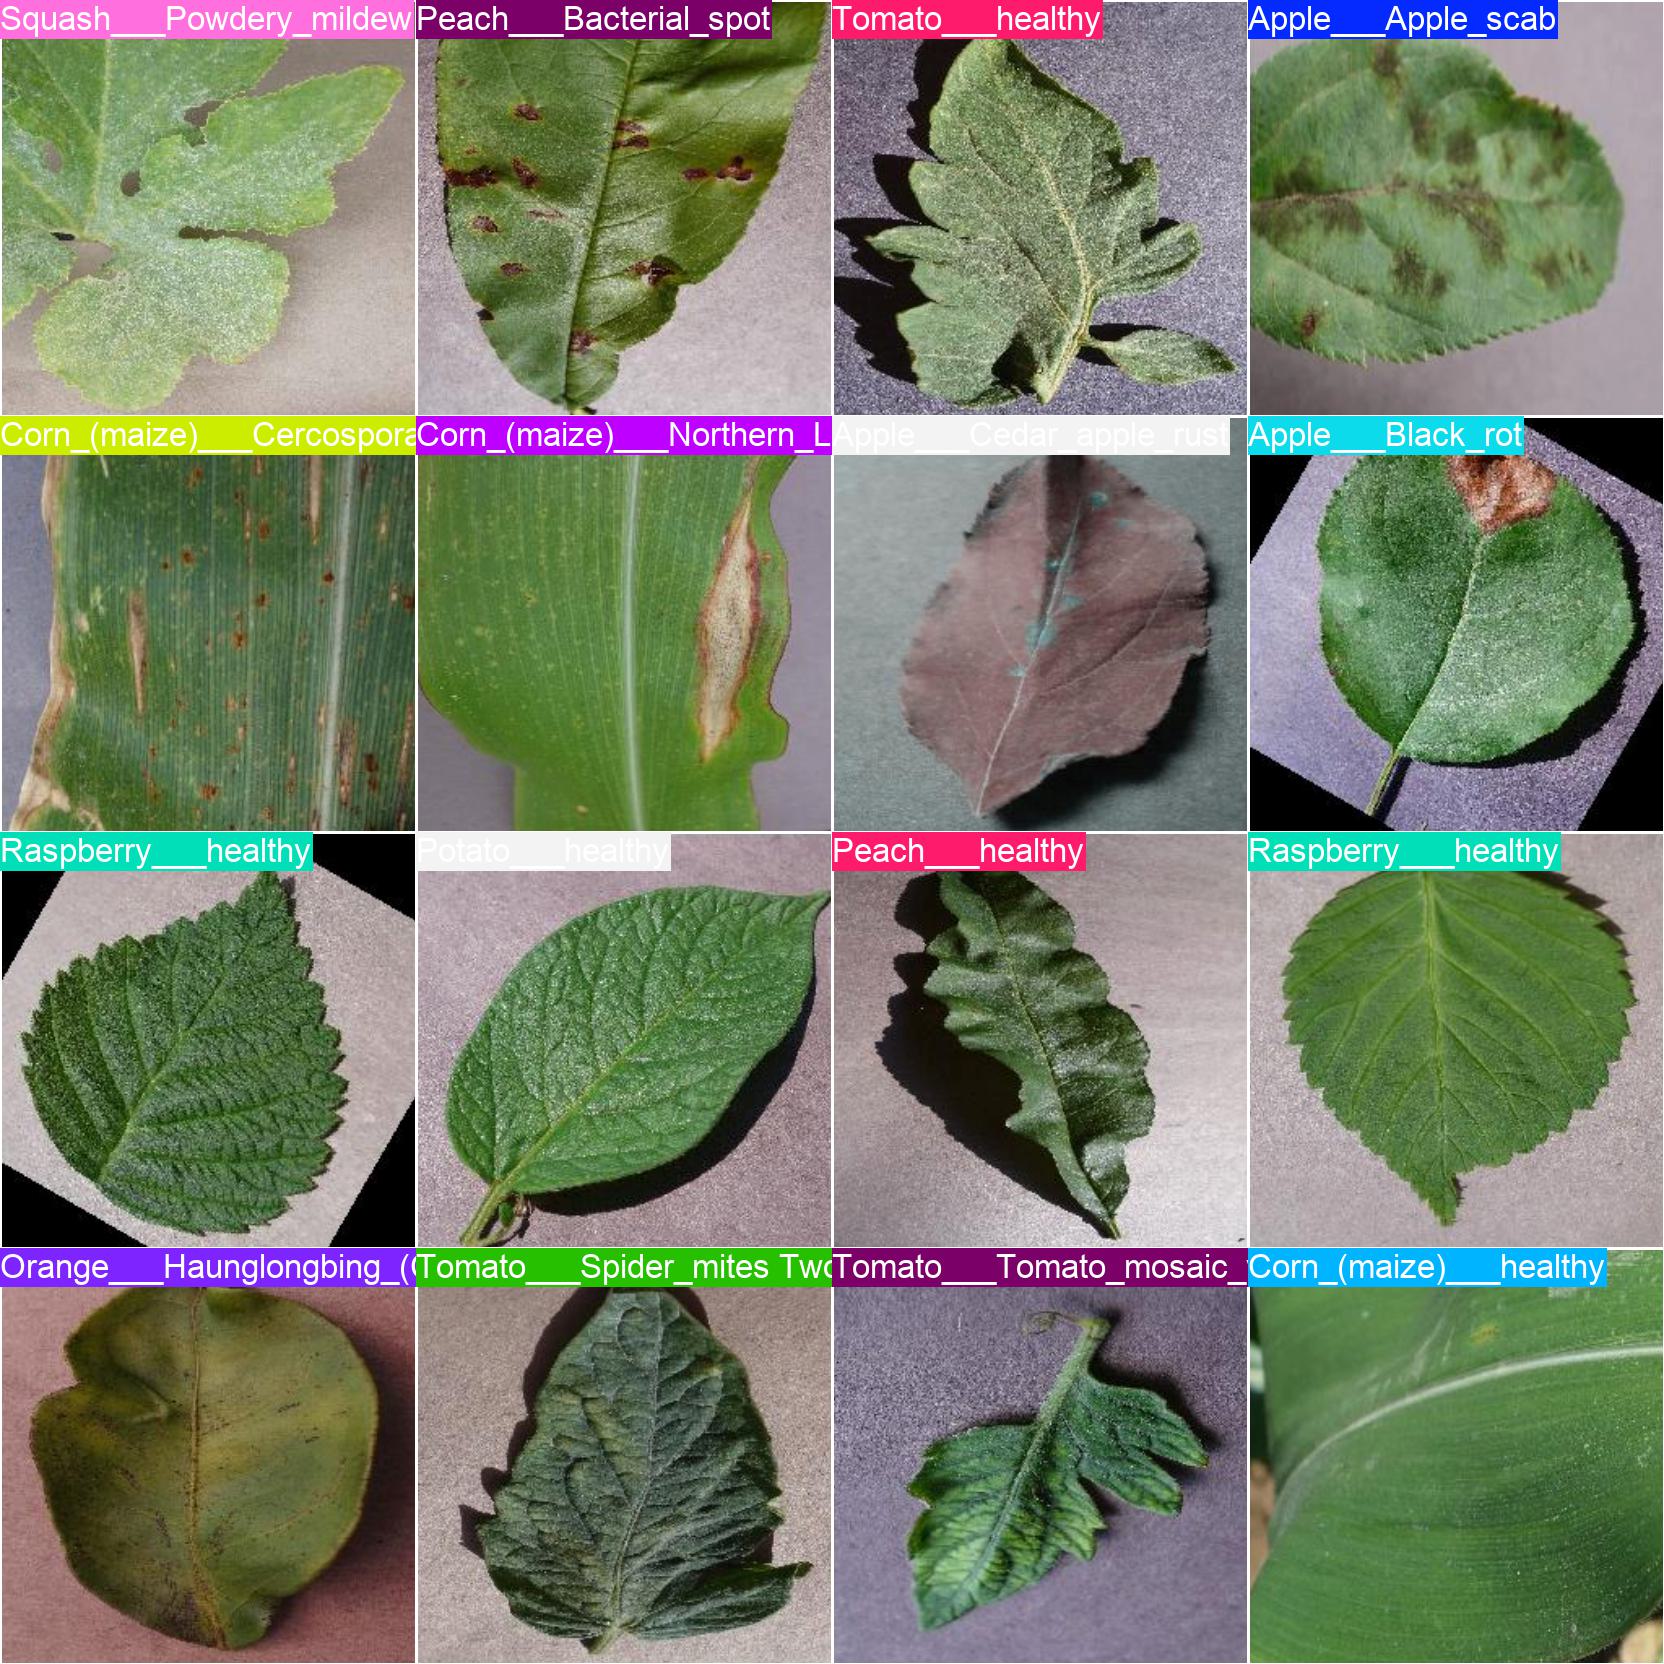 Squash___Powdery_mildew
Peach___Bacterial_spot
Tomato___healthy
Apple___Apple_scab
Corn_(maize)___Cercospora
Corn_(maize)___Northern_L
Apple___Cedar_apple_rust
Apple___Black_rot
Raspberry___healthy
Potato___healthy
Peach___healthy
Raspberry___healthy
Orange___Haunglongbing_(
Tomato___Spider_mites Two
Tomato___Tomato_mosaic_
Corn_(maize)___healthy